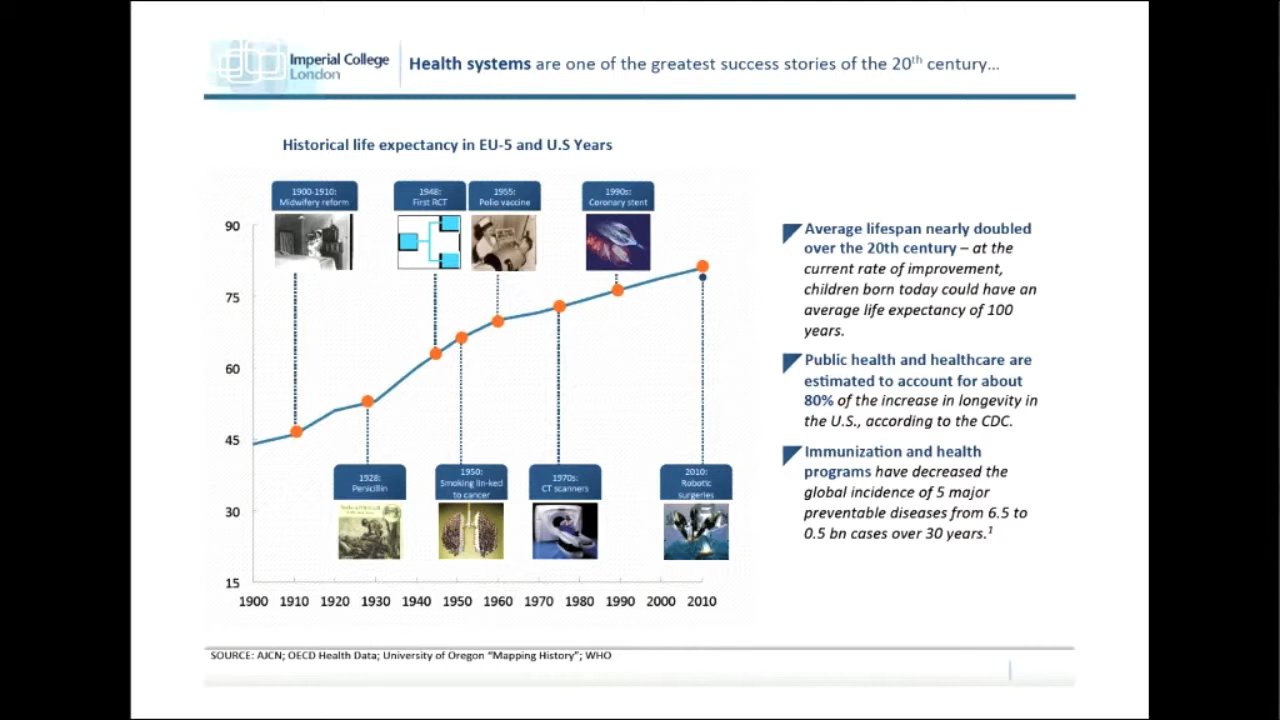 Imperial College
London
Health systems are one of the greatest success stories of the 20th century...
Historical life expectancy in EU-5 and U.S Years
1900-1910:
Midwifery reform
1948:
First RCT
1955:
Polio vaccine
1990s:
Coronary stent
90
75
60
45
30
15
1928:
Penicillin
1950:
Smoking lin-ked
to cancer
1970s:
CT scanners
2010:
Robotic
surgeries
1900 1910 1920 1930 1940 1950 1960 1970 1980 1990 2000 2010
Average lifespan nearly doubled
over the 20th century – at the
current rate of improvement,
children born today could have an
average life expectancy of 100
years.
Public health and healthcare are
estimated to account for about
80% of the increase in longevity in
the U.S., according to the CDC.
Immunization and health
programs have decreased the
global incidence of 5 major
preventable diseases from 6.5 to
0.5 bn cases over 30 years.1
SOURCE: AJCN; OECD Health Data; University of Oregon “Mapping History”; WHO